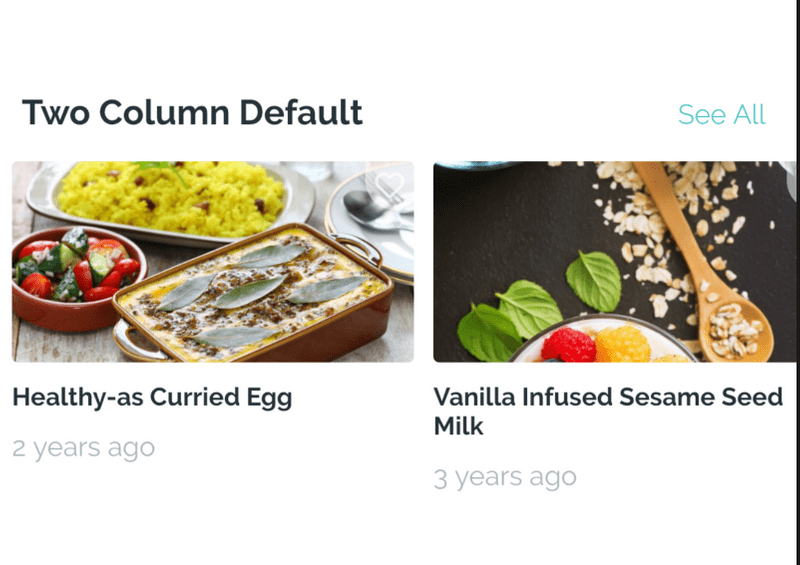 Two Column Default
See All
Healthy-as Curried Egg
2 years ago
Vanilla Infused Sesame Seed
Milk
3 years ago